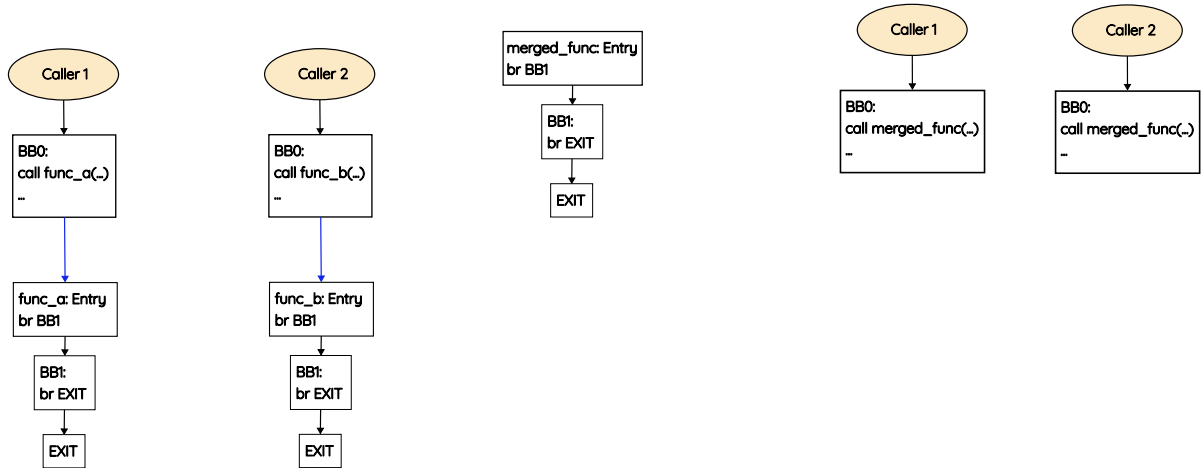 Caller 1
BB0:
call func_a(...)
...
func_a: Entry
br BB1
BB1:
br EXIT
EXIT
Caller 2
BB0:
call func_b(...)
...
func_b: Entry
br BB1
BB1:
br EXIT
EXIT
merged_func: Entry
br BB1
BB1:
br EXIT
EXIT
Caller 1
BB0:
call merged_func(...)
...
Caller 2
BB0:
call merged_func(...)
...